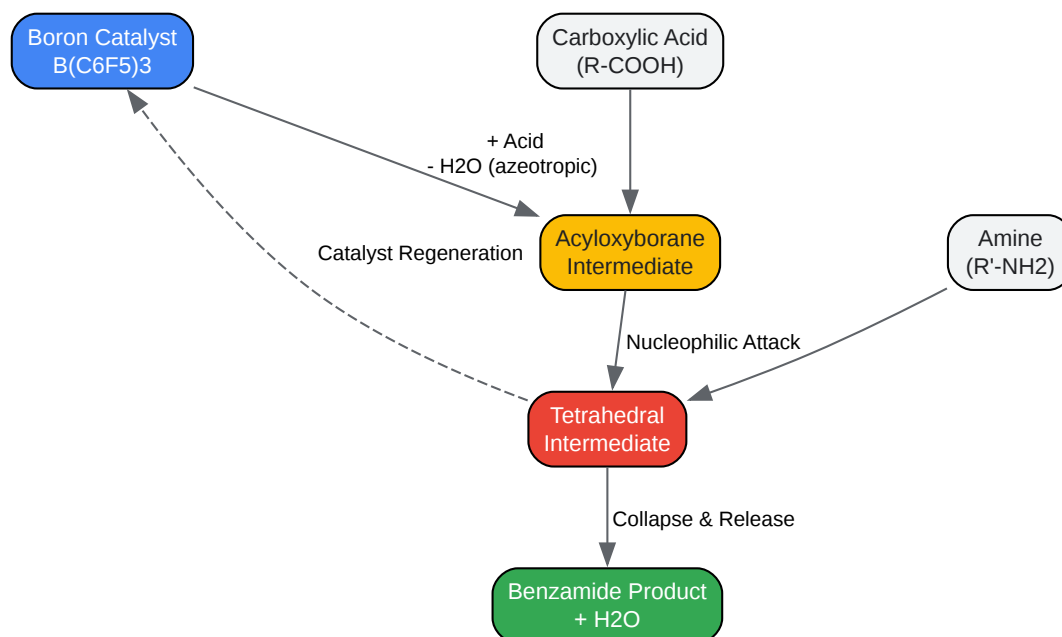 Boron Catalyst
B(C6F5)3
Carboxylic Acid
(R-COOH)
+ Acid
- H2O (azeotropic)
Acyloxyborane
Intermediate
Amine
(R'-NH2)
Catalyst Regeneration
Nucleophilic Attack
Tetrahedral
Intermediate
Collapse & Release
Benzamide Product
+ H2O